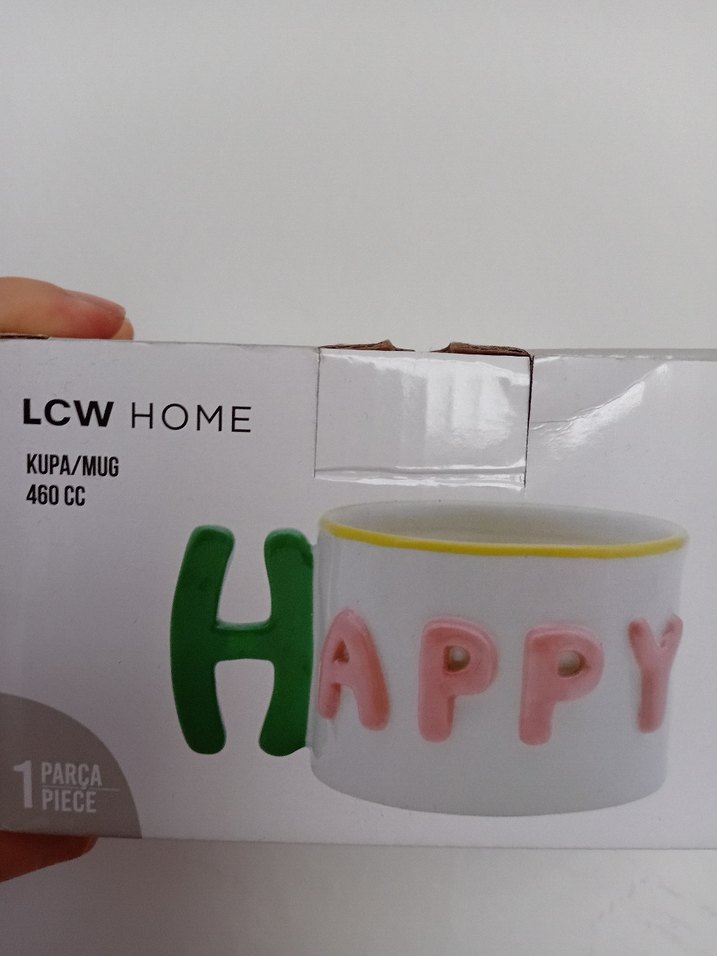 LCW HOME
KUPA/MUG
460 CC
HAPPY
1 PARÇA
PIECE